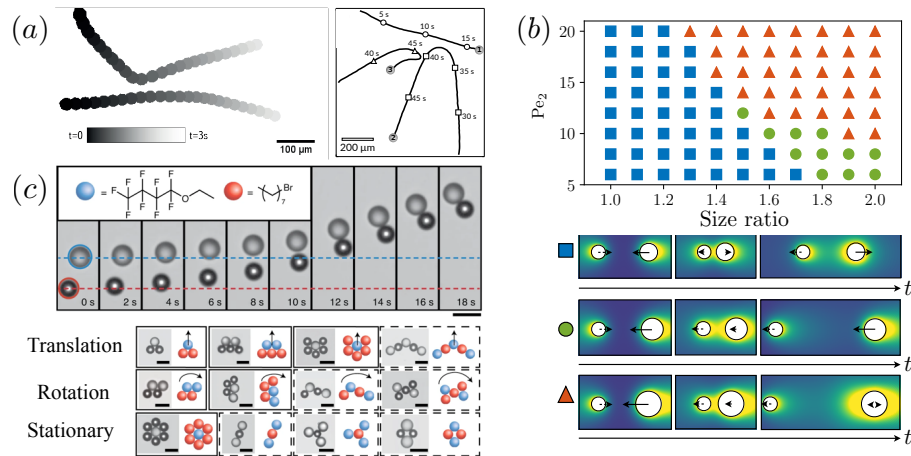 (a)
t=0
t=3s
100 μm
5 s
10 s
15 s
1
40 s
45 s
40 s
3
35 s
45 s
30 s
2
200 μm
(b)
Pe2
20
15
10
5
1.0 1.2 1.4 1.6 1.8 2.0
Size ratio
t
t
t
(c)
= F F F F F F F F F O
= 7 Br
0 s 2 s 4 s 6 s 8 s 10 s 12 s 14 s 16 s 18 s
Translation
Rotation
Stationary